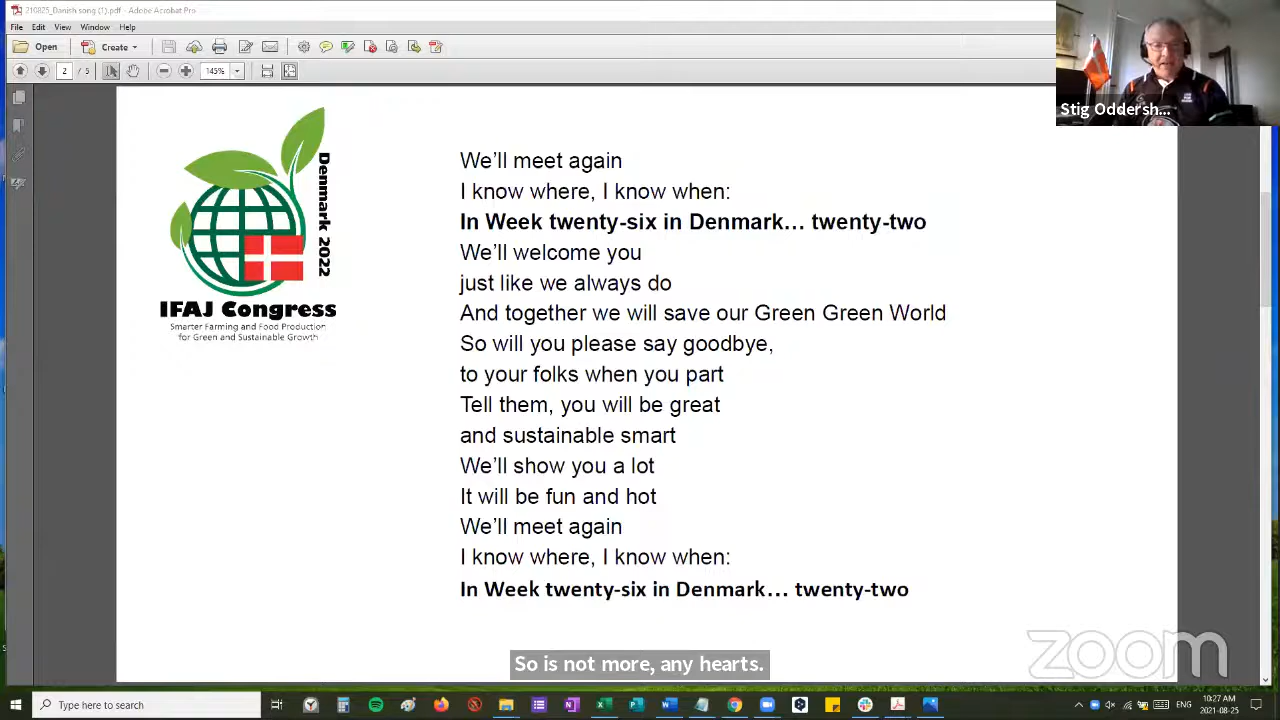 210825_Danish song (1).pdf - Adobe Acrobat Pro
File Edit View Window Help
Open Create
2 / 5 145%
Stig Oddersh...
Denmark 2022
IFAJ Congress
Smarter Farming and Food Production
for Green and Sustainable Growth
We’ll meet again
I know where, I know when:
In Week twenty-six in Denmark… twenty-two
We’ll welcome you
just like we always do
And together we will save our Green Green World
So will you please say goodbye,
to your folks when you part
Tell them, you will be great
and sustainable smart
We’ll show you a lot
It will be fun and hot
We’ll meet again
I know where, I know when:
In Week twenty-six in Denmark… twenty-two
So is not more, any hearts.
zoom
Type here to search
10:27 AM
2021-08-25